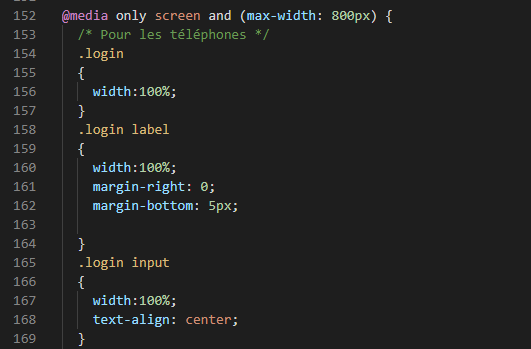 152 @media only screen and (max-width: 800px) {
153 /* Pour les téléphones */
154 .login
155 {
156 width:100%;
157 }
158 .login label
159 {
160 width:100%;
161 margin-right: 0;
162 margin-bottom: 5px;
163
164 }
165 .login input
166 {
167 width:100%;
168 text-align: center;
169 }